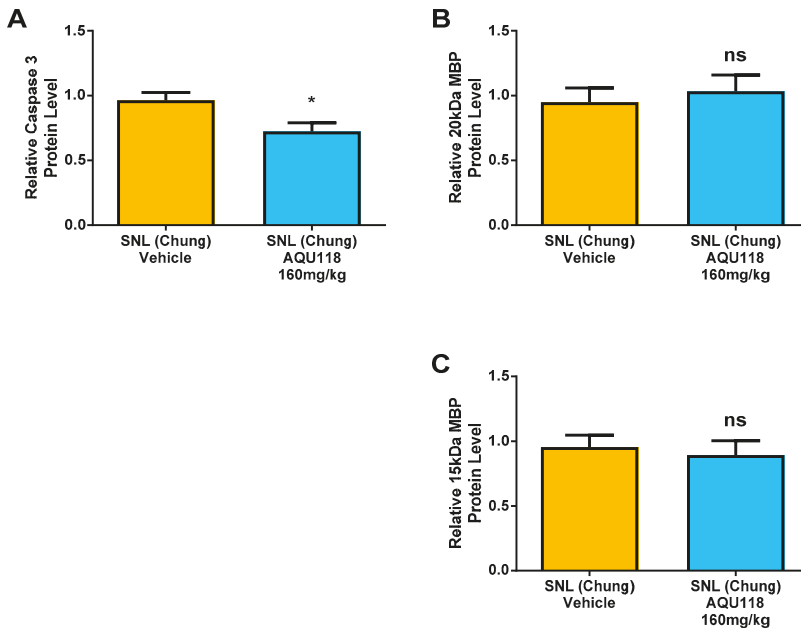 A
Relative Caspase 3
Protein Level
1.5
1.0
0.5
0.0
*
SNL (Chung)
Vehicle
SNL (Chung)
AQU118
160mg/kg
B
Relative 20kDa MBP
Protein Level
1.5
1.0
0.5
0.0
ns
SNL (Chung)
Vehicle
SNL (Chung)
AQU118
160mg/kg
C
Relative 15kDa MBP
Protein Level
1.5
1.0
0.5
0.0
ns
SNL (Chung)
Vehicle
SNL (Chung)
AQU118
160mg/kg